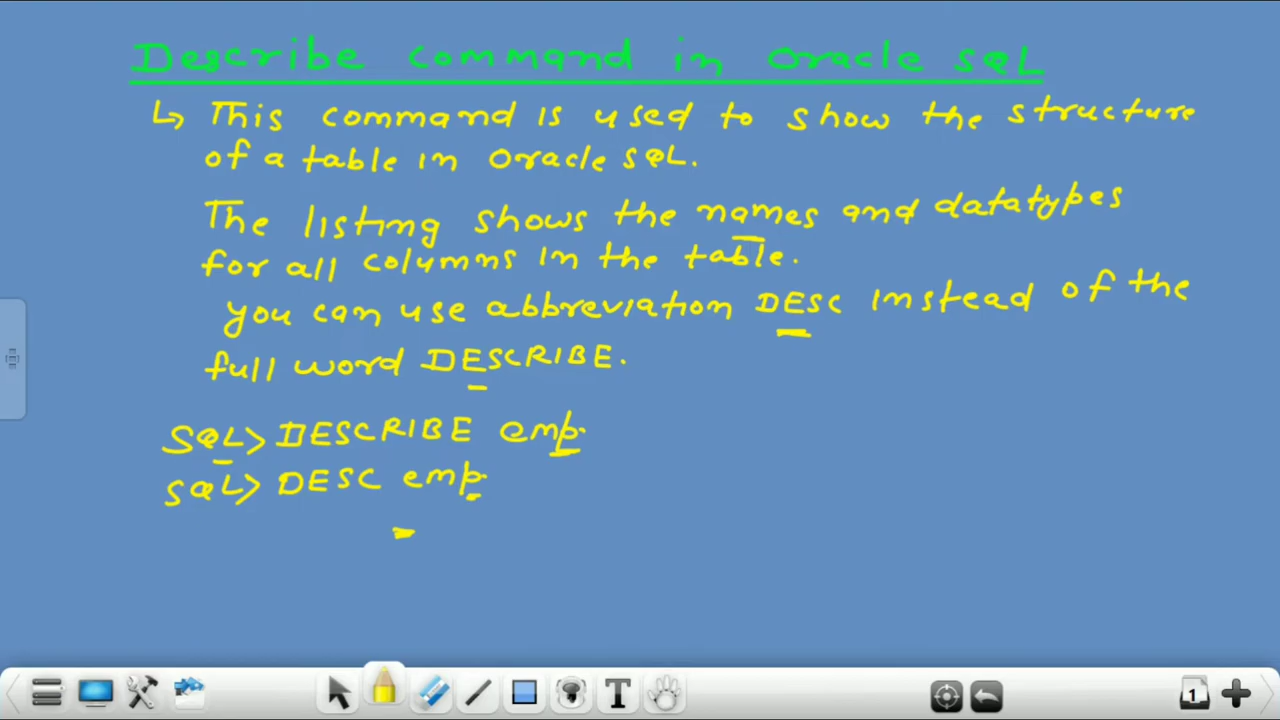 Describe command in Oracle SQL
↳ This command is used to show the structure
of a table in Oracle SQL.
The listing shows the names and datatypes
for all columns in the table.
you can use abbreviation DESC instead of the
full word DESCRIBE.
SQL> DESCRIBE emp.
SQL> DESC emp.
T
1